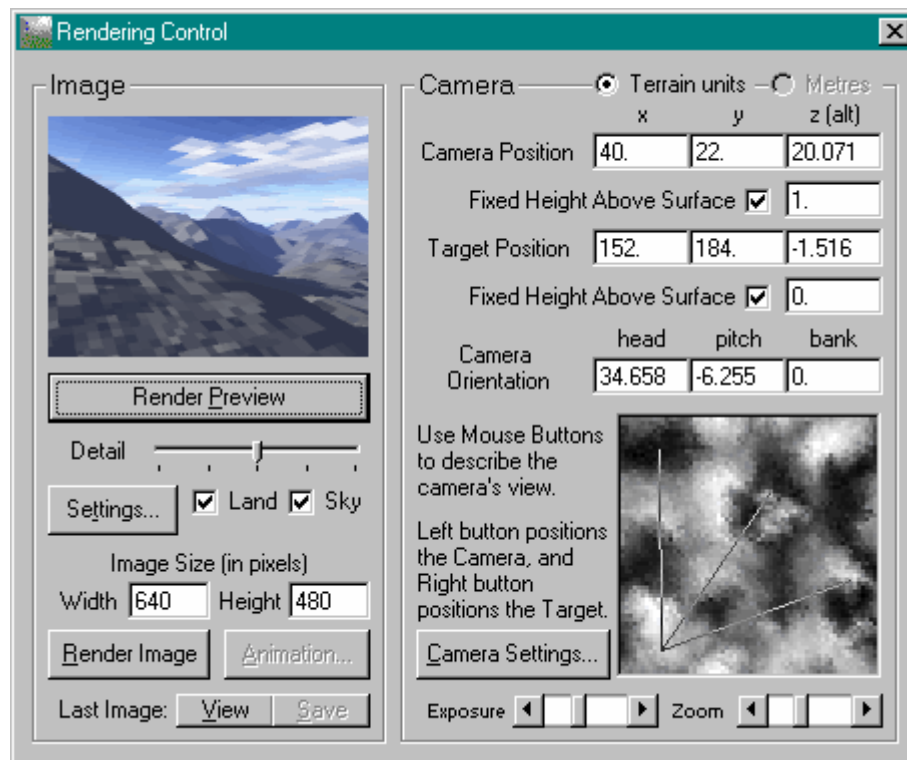 Rendering Control
Image
Render Preview
Detail
Settings... Land Sky
Image Size (in pixels)
Width 640 Height 480
Render Image Animation...
Last Image: View Save
Camera Terrain units Metres
x y z (alt)
Camera Position 40. 22. 20.071
Fixed Height Above Surface 1.
Target Position 152. 184. -1.516
Fixed Height Above Surface 0.
head pitch bank
Camera
Orientation
34.658 -6.255 0.
Use Mouse Buttons
to describe the
camera's view.
Left button positions
the Camera, and
Right button
positions the Target.
Camera Settings...
Exposure Zoom